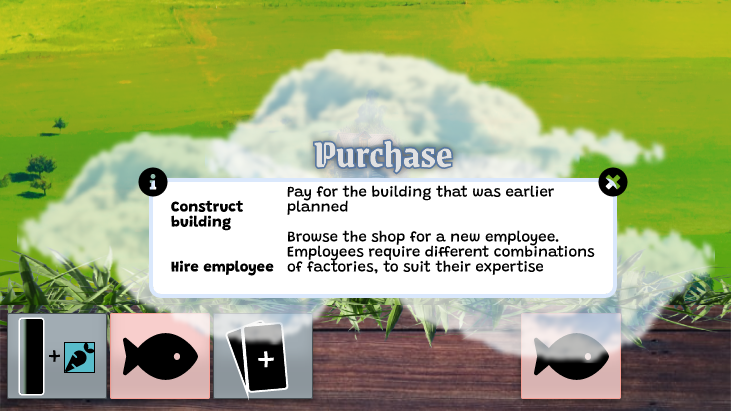 Purchase
Construct building
Pay for the building that was earlier
planned
Hire employee
Browse the shop for a new employee.
Employees require different combinations
of factories, to suit their expertise